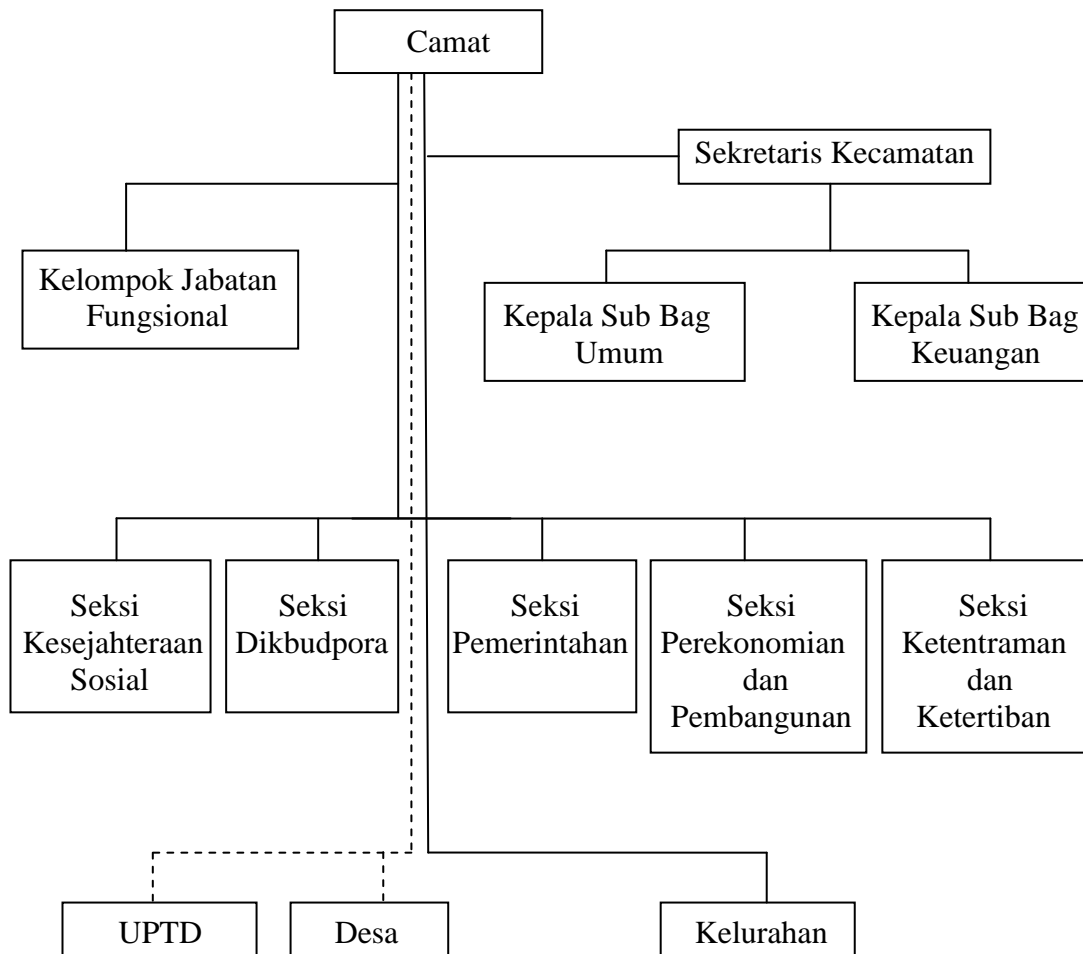 Camat
Sekretaris Kecamatan
Kelompok Jabatan
Fungsional
Kepala Sub Bag
Umum
Kepala Sub Bag
Keuangan
Seksi
Kesejahteraan
Sosial
Seksi
Dikbudpora
Seksi
Pemerintahan
Seksi
Perekonomian
dan
Pembangunan
Seksi
Ketentraman
dan
Ketertiban
UPTD
Desa
Kelurahan